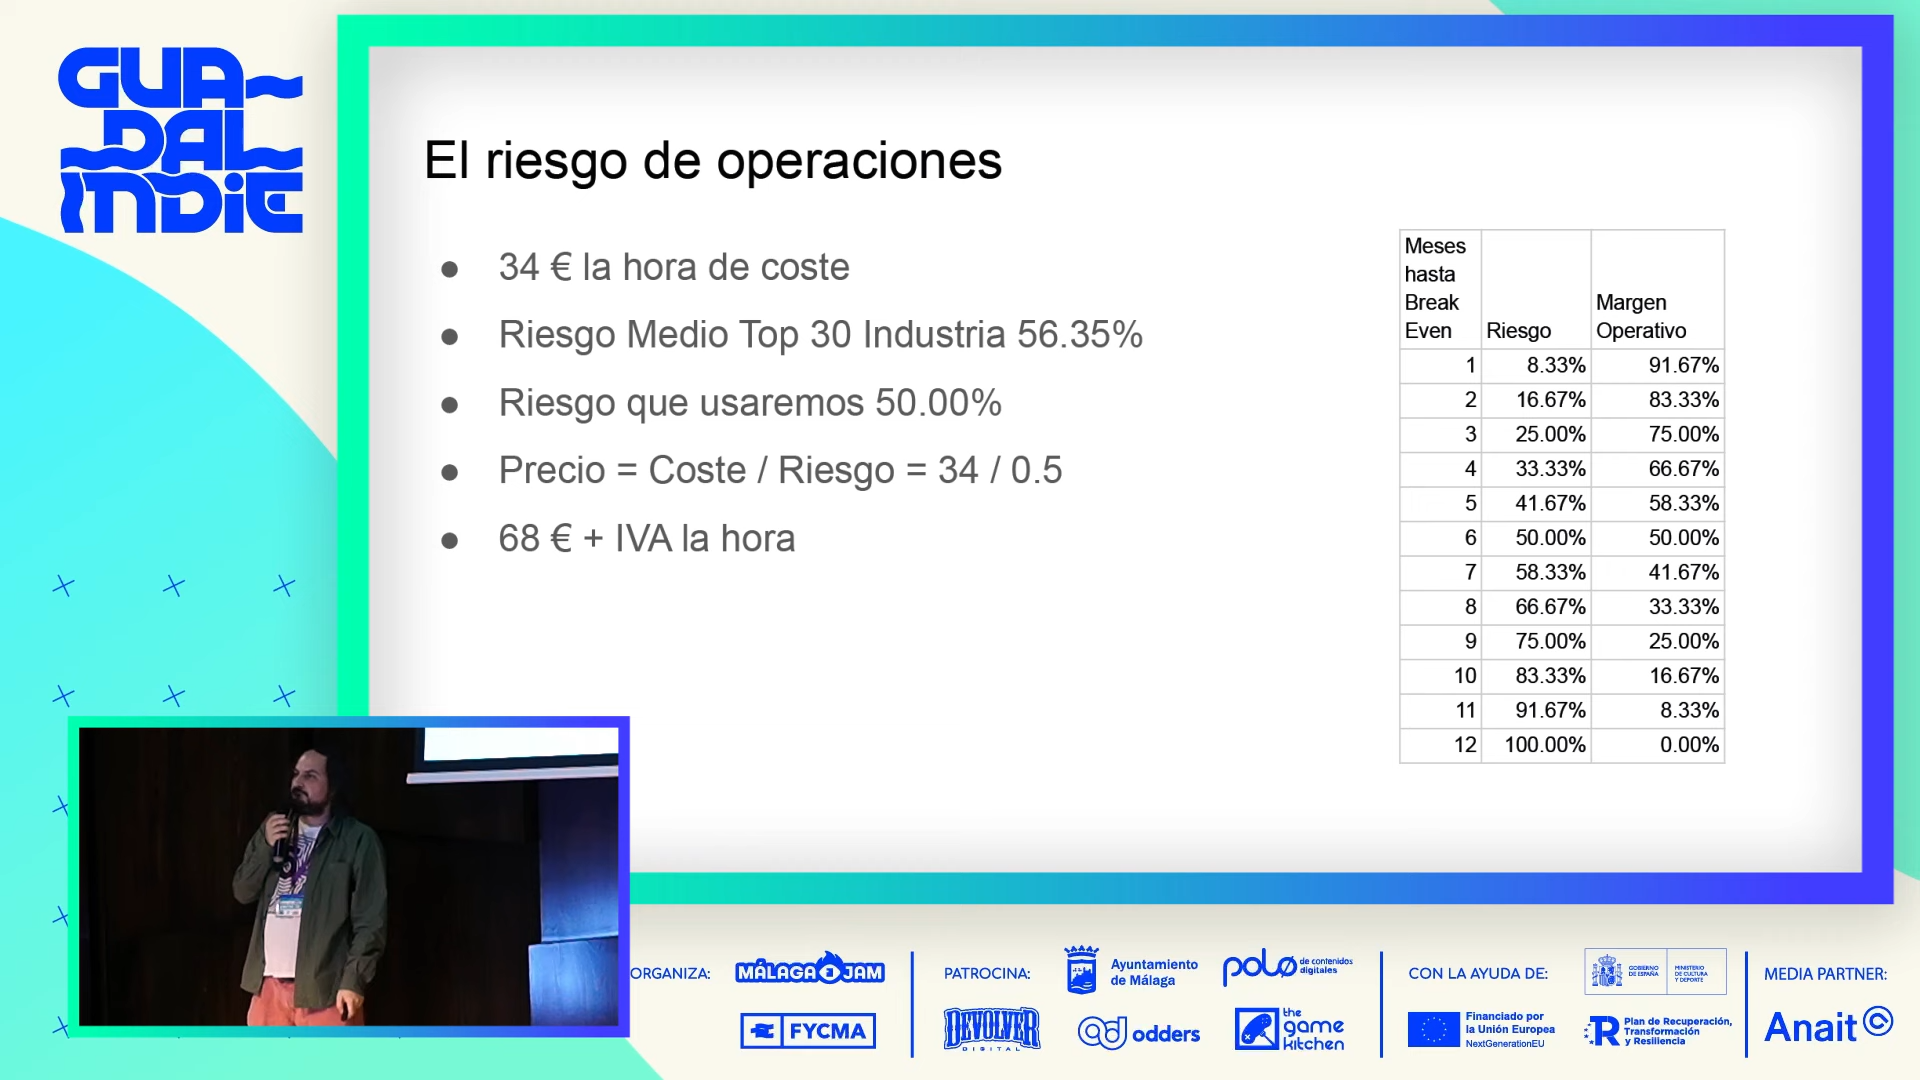 GUA
DAL
INDIE
El riesgo de operaciones
● 34 € la hora de coste
● Riesgo Medio Top 30 Industria 56.35%
● Riesgo que usaremos 50.00%
● Precio = Coste / Riesgo = 34 / 0.5
● 68 € + IVA la hora
Meses
hasta
Break
Even Riesgo Margen
Operativo
1 8.33% 91.67%
2 16.67% 83.33%
3 25.00% 75.00%
4 33.33% 66.67%
5 41.67% 58.33%
6 50.00% 50.00%
7 58.33% 41.67%
8 66.67% 33.33%
9 75.00% 25.00%
10 83.33% 16.67%
11 91.67% 8.33%
12 100.00% 0.00%
ORGANIZA:
MÁLAGA JAM
FYCMA
PATROCINA:
Ayuntamiento
de Málaga
polo de contenidos
digitales
DEVOLVER
DIGITAL
odders
the
game
kitchen
CON LA AYUDA DE:
GOBIERNO
DE ESPAÑA
MINISTERIO
DE CULTURA
Y DEPORTE
Financiado por
la Unión Europea
NextGenerationEU
Plan de Recuperación,
Transformación
y Resiliencia
MEDIA PARTNER:
Anait